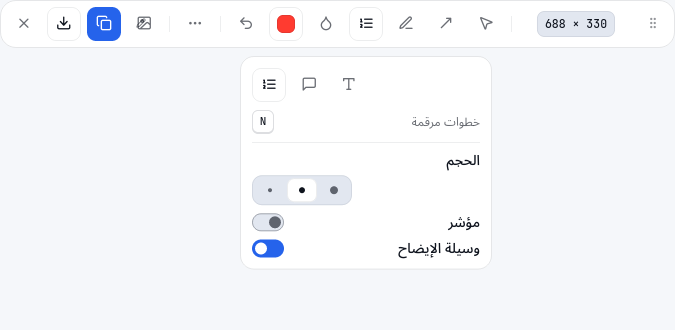 688 × 330
خطوات مرقمة
N
الحجم
مؤشر
وسيلة الإيضاح